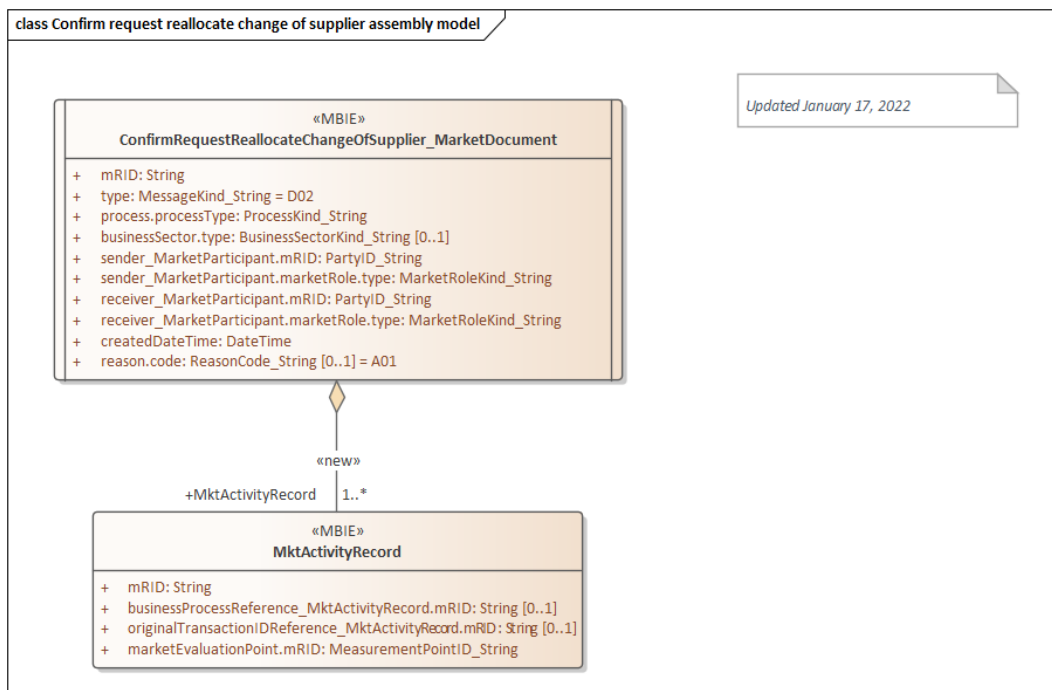 class Confirm request reallocate change of supplier assembly model
Updated January 17, 2022
«MBIE»
ConfirmRequestReallocateChangeOfSupplier_MarketDocument
+ mRID: String
+ type: MessageKind_String = D02
+ process.processType: ProcessKind_String
+ businessSector.type: BusinessSectorKind_String [0..1]
+ sender_MarketParticipant.mRID: PartyID_String
+ sender_MarketParticipant.marketRole.type: MarketRoleKind_String
+ receiver_MarketParticipant.mRID: PartyID_String
+ receiver_MarketParticipant.marketRole.type: MarketRoleKind_String
+ createdDateTime: DateTime
+ reason.code: ReasonCode_String [0..1] = A01
«new»
+MktActivityRecord 1..*
«MBIE»
MktActivityRecord
+ mRID: String
+ businessProcessReference_MktActivityRecord.mRID: String [0..1]
+ originalTransactionIDReference_MktActivityRecord.mRID: String [0..1]
+ marketEvaluationPoint.mRID: MeasurementPointID_String